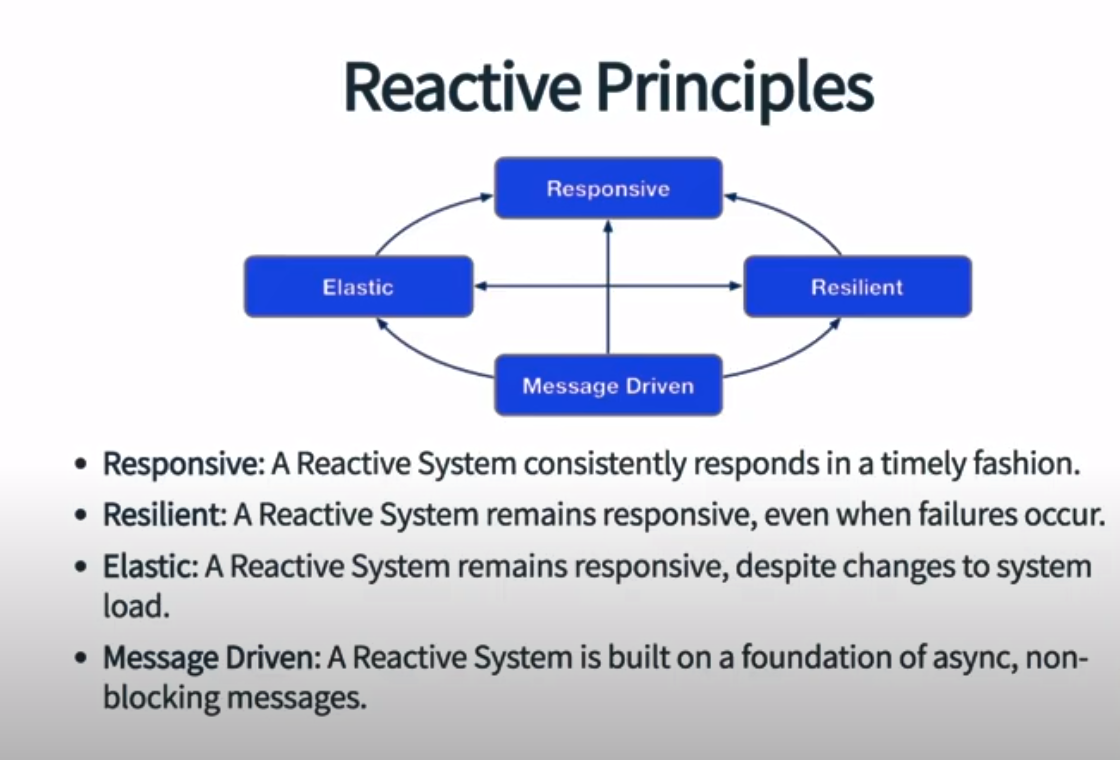 Reactive Principles
Responsive
Elastic
Resilient
Message Driven
• Responsive: A Reactive System consistently responds in a timely fashion.
• Resilient: A Reactive System remains responsive, even when failures occur.
• Elastic: A Reactive System remains responsive, despite changes to system
load.
• Message Driven: A Reactive System is built on a foundation of async, non-
blocking messages.